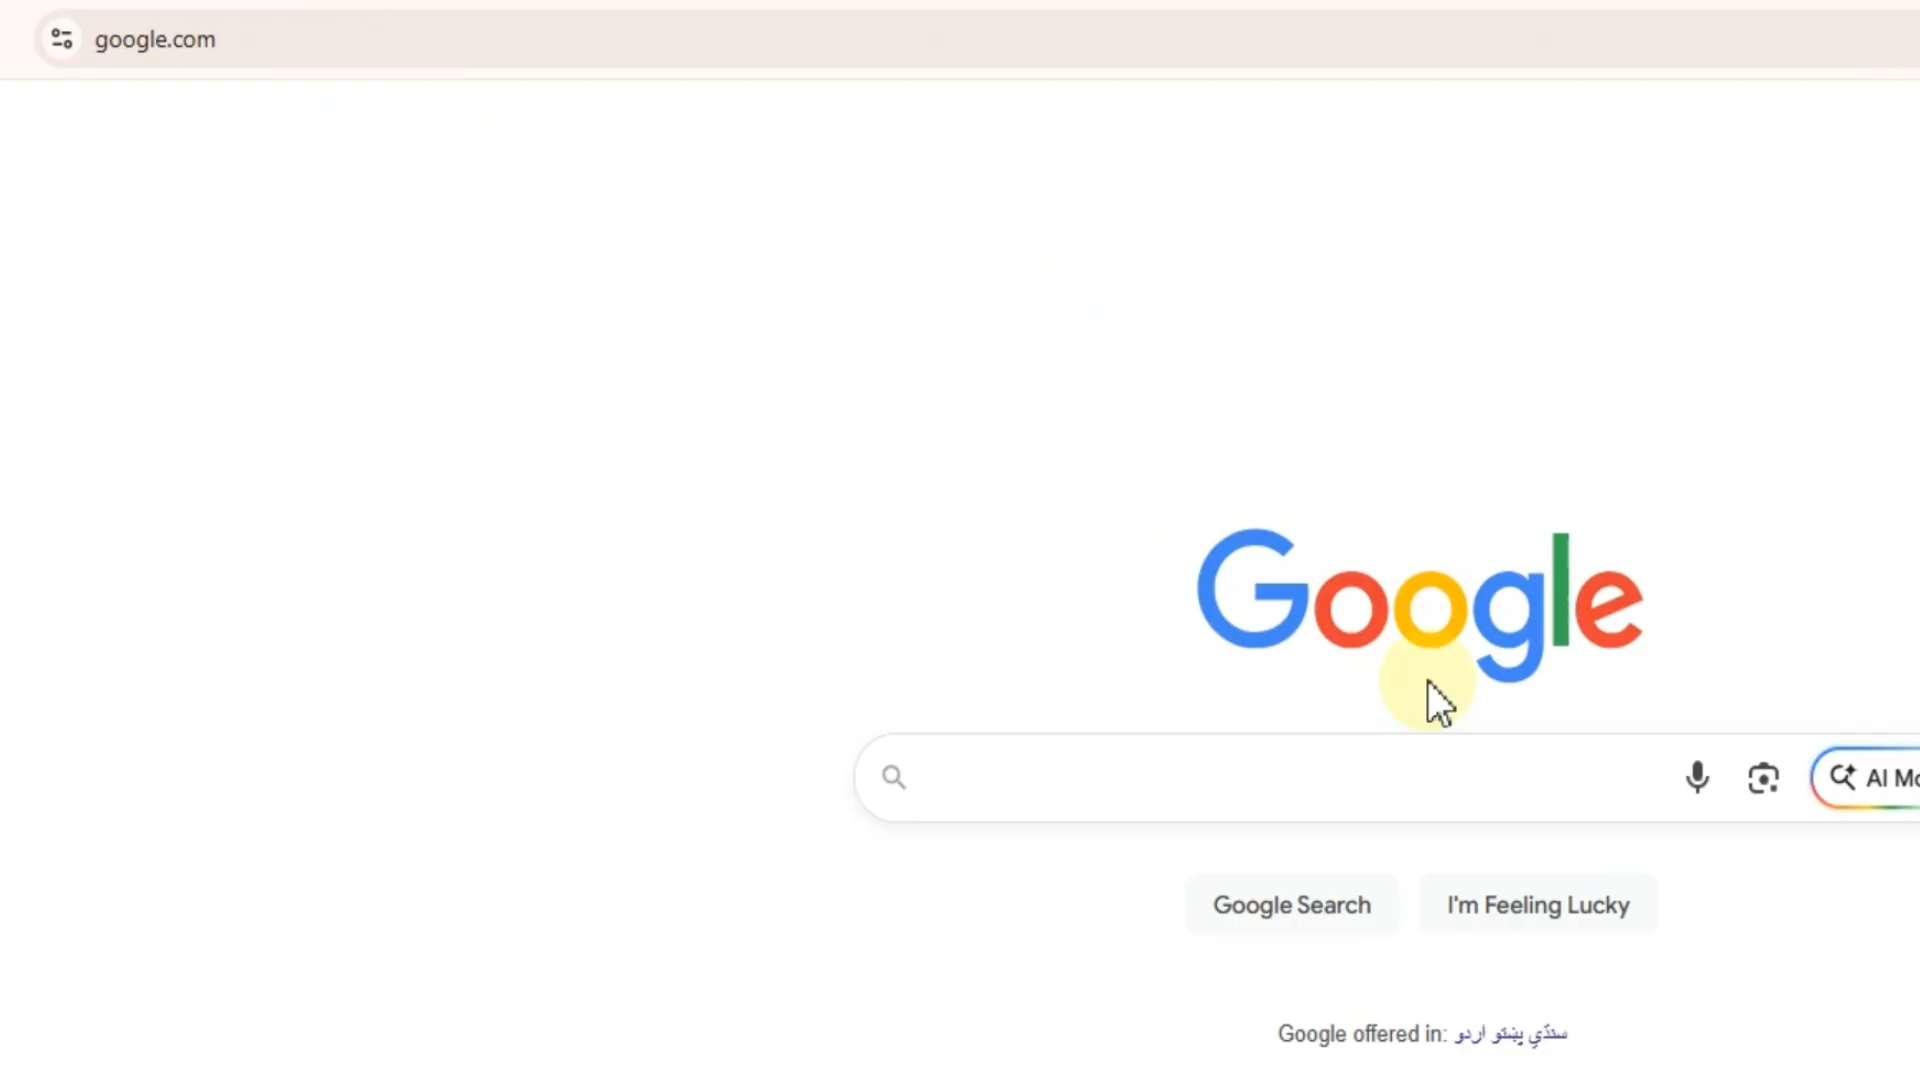 google.com
Google
AI Mo
Google Search
I'm Feeling Lucky
Google offered in: اردو پښتو سنڌي